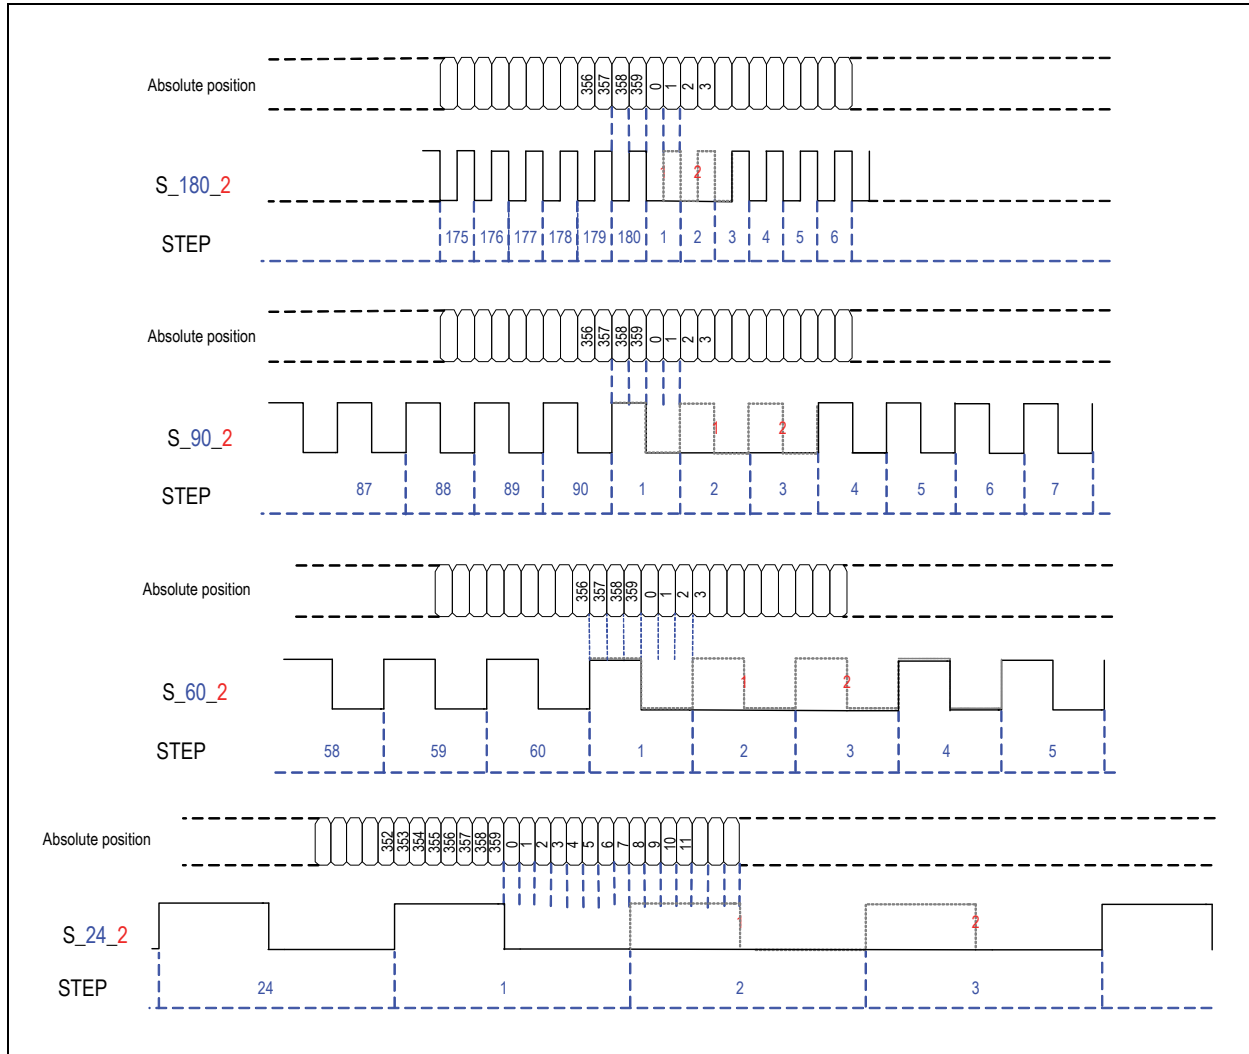 Absolute position 356 357 358 359 0 1 2 3
S_180_2 1 2
STEP 175 176 177 178 179 180 1 2 3 4 5 6
Absolute position 356 357 358 359 0 1 2 3
S_90_2 1 2
STEP 87 88 89 90 1 2 3 4 5 6 7
Absolute position 356 357 358 359 0 1 2 3
S_60_2 1 2
STEP 58 59 60 1 2 3 4 5
Absolute position 352 353 354 355 356 357 358 359 0 1 2 3 4 5 6 7 8 9 10 11
S_24_2 1 2
STEP 24 1 2 3